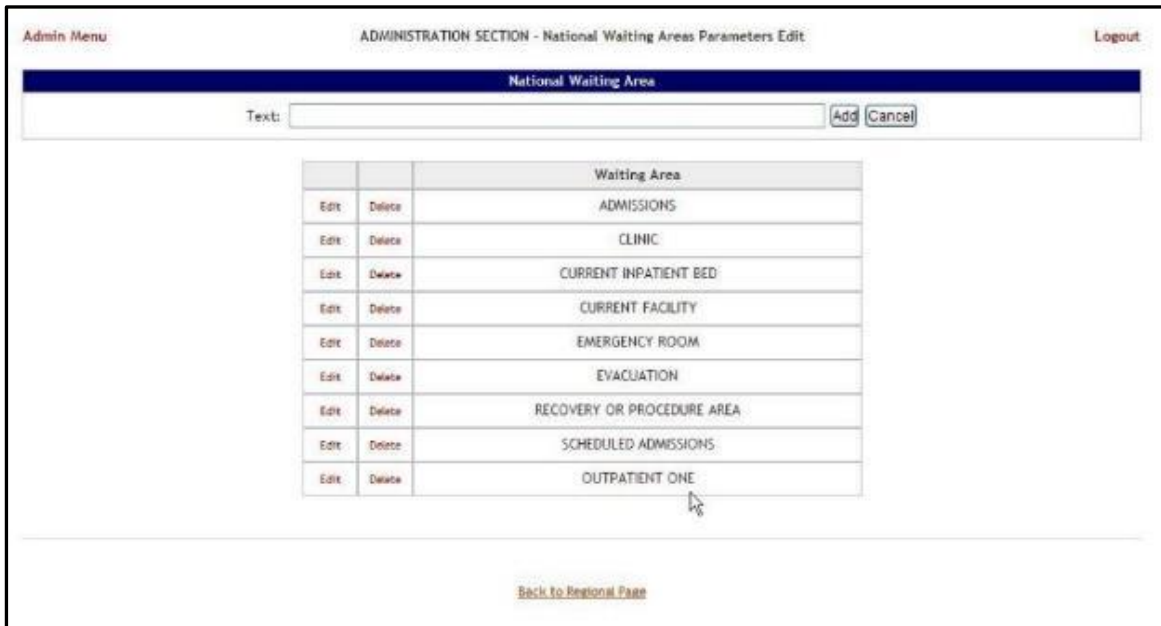 Admin Menu ADMINISTRATION SECTION - National Waiting Areas Parameters Edit Logout
National Waiting Area
Text: Add Cancel
Waiting Area
Edit Delete ADMISSIONS
Edit Delete CLINIC
Edit Delete CURRENT INPATIENT BED
Edit Delete CURRENT FACILITY
Edit Delete EMERGENCY ROOM
Edit Delete EVACUATION
Edit Delete RECOVERY OR PROCEDURE AREA
Edit Delete SCHEDULED ADMISSIONS
Edit Delete OUTPATIENT ONE
Back to Regional Page